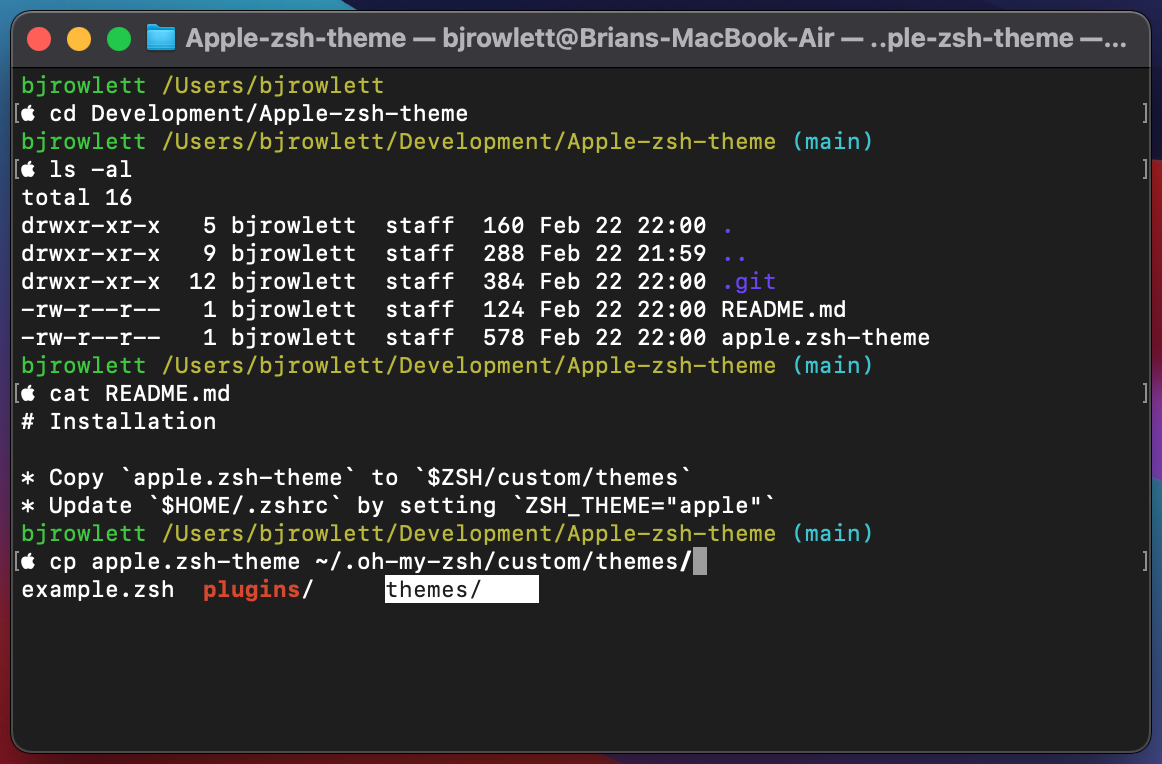 Apple-zsh-theme — bjrowlett@Brians-MacBook-Air — ..ple-zsh-theme —...
bjrowlett /Users/bjrowlett
[ cd Development/Apple-zsh-theme ]
bjrowlett /Users/bjrowlett/Development/Apple-zsh-theme (main)
[ ls -al ]
total 16
drwxr-xr-x   5 bjrowlett  staff  160 Feb 22 22:00 .
drwxr-xr-x   9 bjrowlett  staff  288 Feb 22 21:59 ..
drwxr-xr-x  12 bjrowlett  staff  384 Feb 22 22:00 .git
-rw-r--r--   1 bjrowlett  staff  124 Feb 22 22:00 README.md
-rw-r--r--   1 bjrowlett  staff  578 Feb 22 22:00 apple.zsh-theme
bjrowlett /Users/bjrowlett/Development/Apple-zsh-theme (main)
[ cat README.md ]
# Installation

* Copy `apple.zsh-theme` to `$ZSH/custom/themes`
* Update `$HOME/.zshrc` by setting `ZSH_THEME="apple"`
bjrowlett /Users/bjrowlett/Development/Apple-zsh-theme (main)
[ cp apple.zsh-theme ~/.oh-my-zsh/custom/themes/ ]
example.zsh  plugins/     themes/